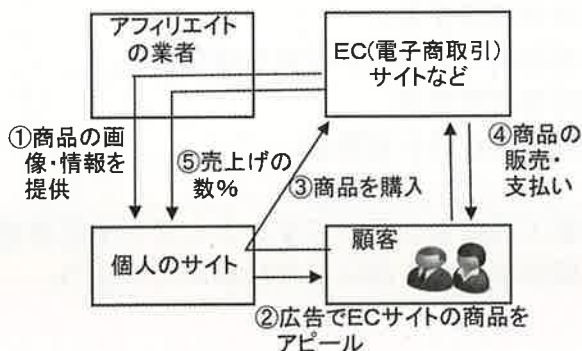 アフィリエイト
の業者
EC(電子商取引)
サイトなど
①商品の画
像・情報を
提供
⑤売上げの
数%
③商品を購入
④商品の
販売・
支払い
個人のサイト
顧客
②広告でECサイトの商品を
アピール